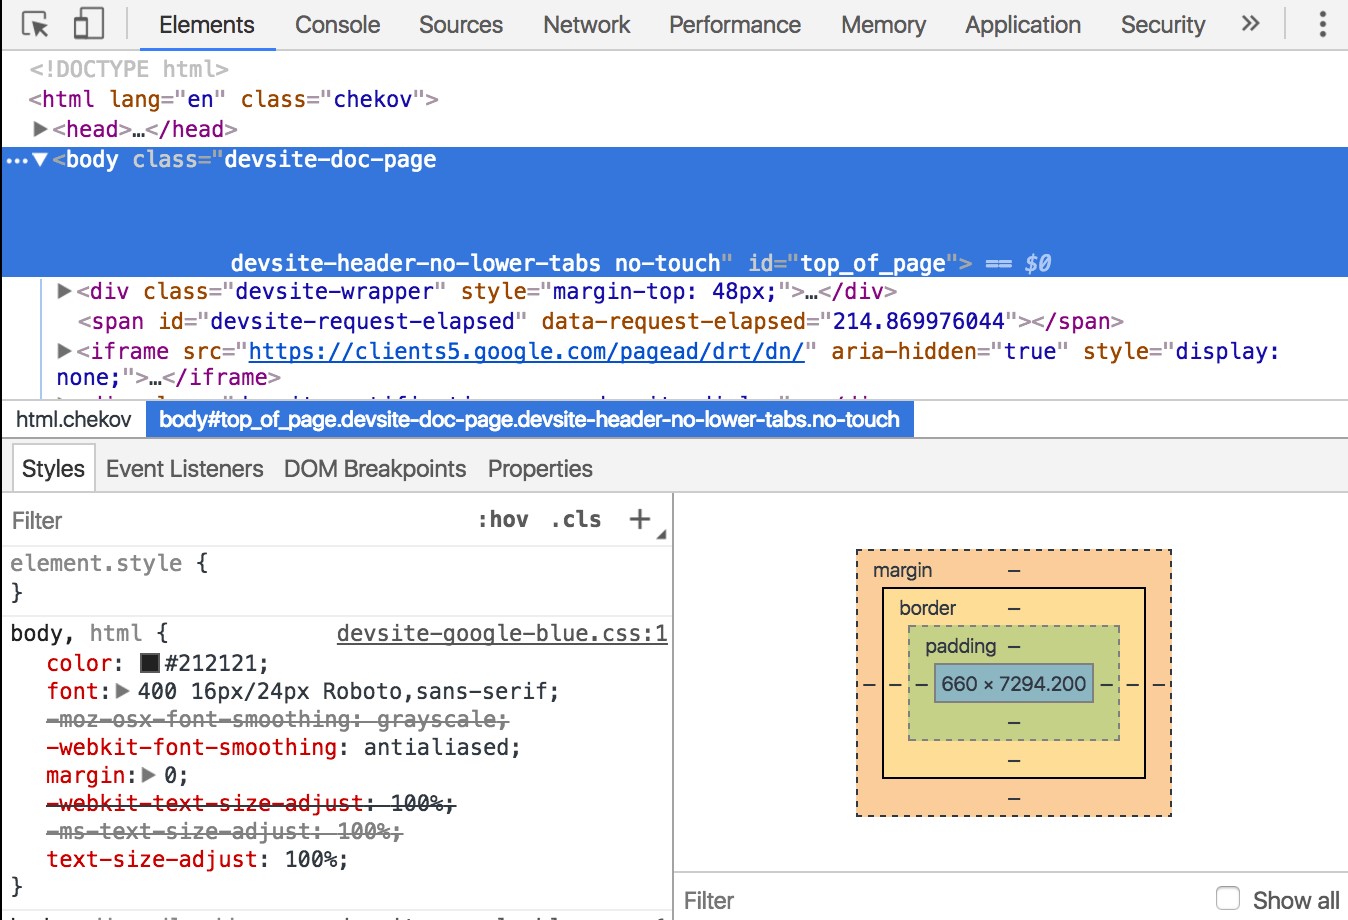 Elements Console Sources Network Performance Memory Application Security »
<!DOCTYPE html>
<html lang="en" class="chekov">
▶<head>…</head>
…▼<body class="devsite-doc-page
devsite-header-no-lower-tabs no-touch" id="top_of_page"> == $0
▶<div class="devsite-wrapper" style="margin-top: 48px;">…</div>
<span id="devsite-request-elapsed" data-request-elapsed="214.869976044"></span>
▶<iframe src="https://clients5.google.com/pagead/drt/dn/" aria-hidden="true" style="display:
none;">…</iframe>
html.chekov body#top_of_page.devsite-doc-page.devsite-header-no-lower-tabs.no-touch
Styles Event Listeners DOM Breakpoints Properties
Filter :hov .cls +
element.style {
}
body, html { devsite-google-blue.css:1
color: #212121;
font:▶400 16px/24px Roboto,sans-serif;
-moz-osx-font-smoothing: grayscale;
-webkit-font-smoothing: antialiased;
margin:▶0;
-webkit-text-size-adjust: 100%;
-ms-text-size-adjust: 100%;
text-size-adjust: 100%;
}
margin –
border –
padding –
– – – 660 × 7294.200 – – –
–
–
–
Filter Show all